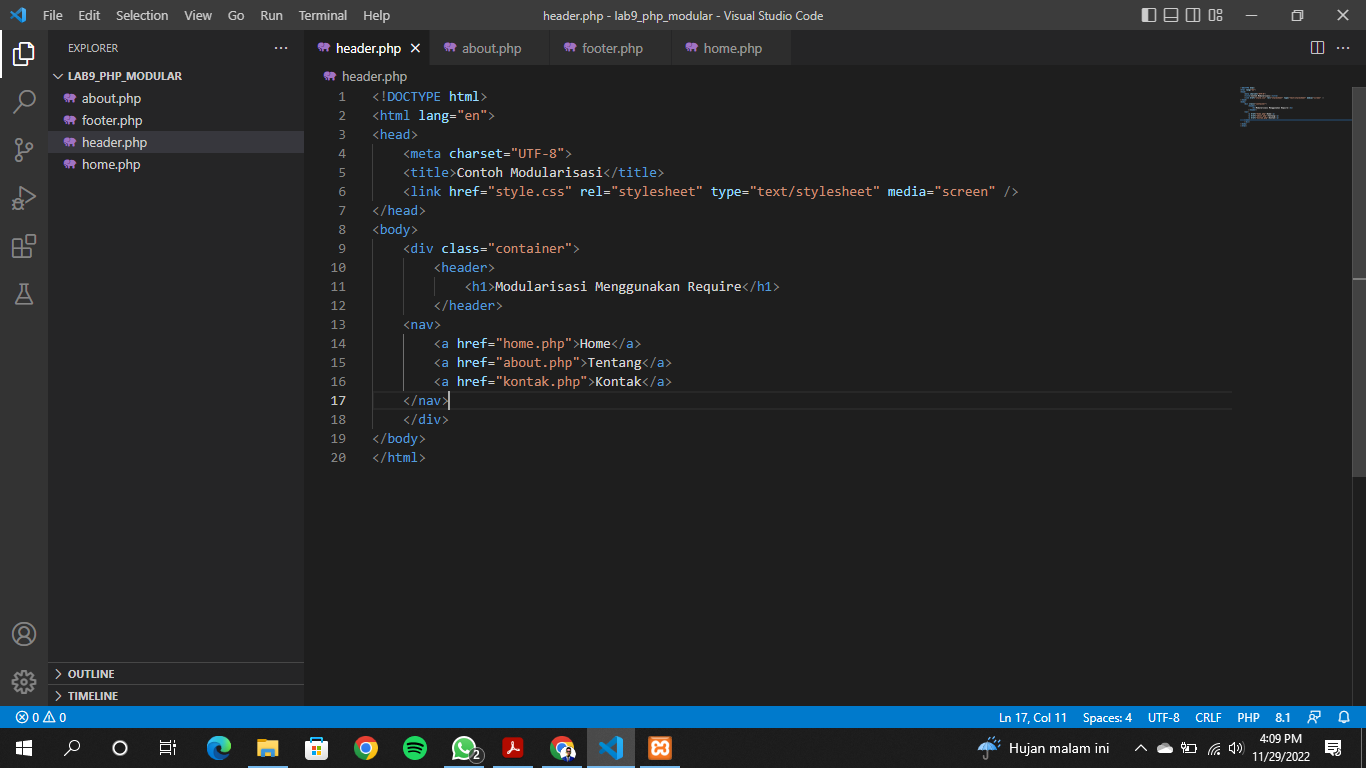 File Edit Selection View Go Run Terminal Help
header.php - lab9_php_modular - Visual Studio Code
EXPLORER
LAB9_PHP_MODULAR
about.php
footer.php
header.php
home.php
OUTLINE
TIMELINE
header.php about.php footer.php home.php
header.php
1 <!DOCTYPE html>
2 <html lang="en">
3 <head>
4 <meta charset="UTF-8">
5 <title>Contoh Modularisasi</title>
6 <link href="style.css" rel="stylesheet" type="text/stylesheet" media="screen" />
7 </head>
8 <body>
9 <div class="container">
10 <header>
11 <h1>Modularisasi Menggunakan Require</h1>
12 </header>
13 <nav>
14 <a href="home.php">Home</a>
15 <a href="about.php">Tentang</a>
16 <a href="kontak.php">Kontak</a>
17 </nav>
18 </div>
19 </body>
20 </html>
0 0 Ln 17, Col 11 Spaces: 4 UTF-8 CRLF PHP 8.1
2
Hujan malam ini
4:09 PM
11/29/2022